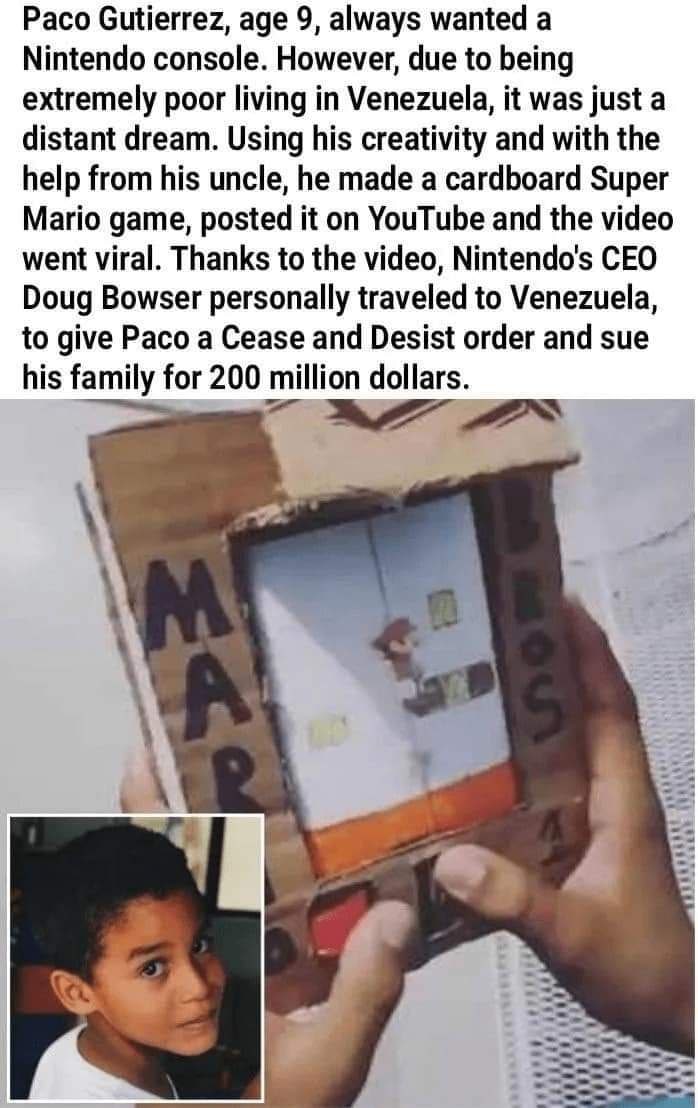 Paco Gutierrez, age 9, always wanted a
Nintendo console. However, due to being
extremely poor living in Venezuela, it was just a
distant dream. Using his creativity and with the
help from his uncle, he made a cardboard Super
Mario game, posted it on YouTube and the video
went viral. Thanks to the video, Nintendo's CEO
Doug Bowser personally traveled to Venezuela,
to give Paco a Cease and Desist order and sue
his family for 200 million dollars.
MAR
BROS